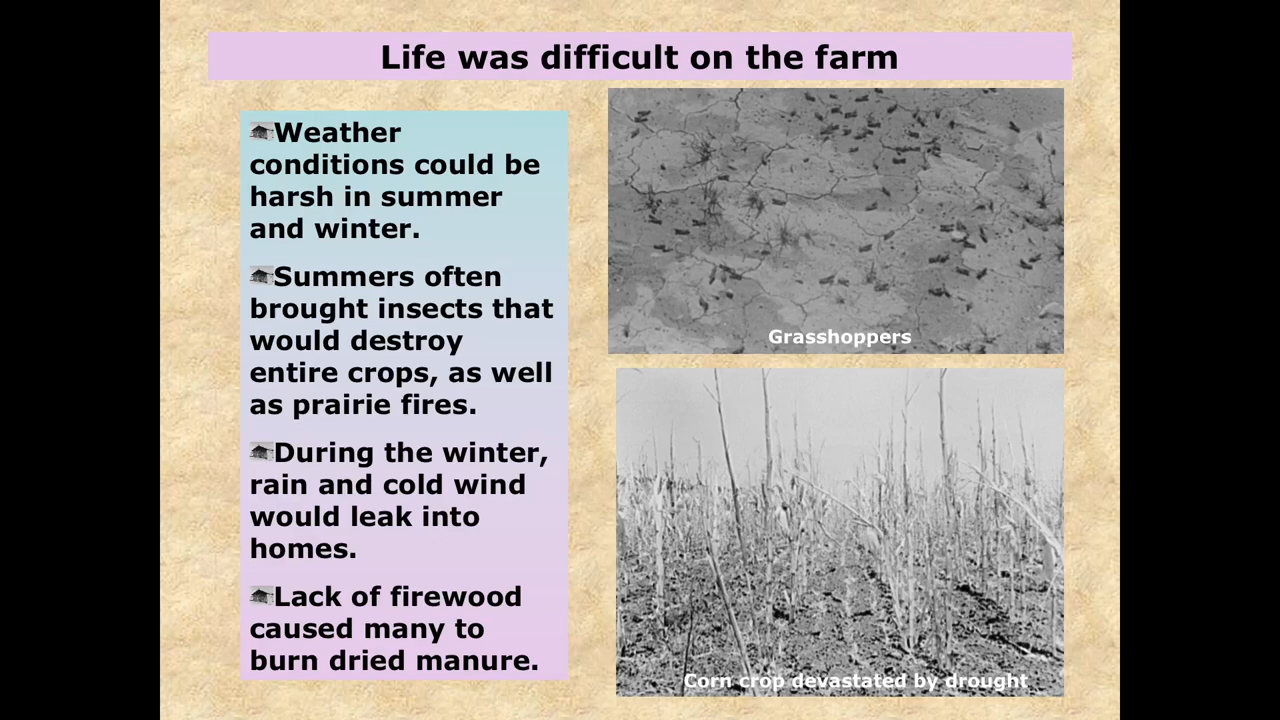 Life was difficult on the farm
Weather
conditions could be
harsh in summer
and winter.
Summers often
brought insects that
would destroy
entire crops, as well
as prairie fires.
During the winter,
rain and cold wind
would leak into
homes.
Lack of firewood
caused many to
burn dried manure.
Grasshoppers
Corn crop devastated by drought